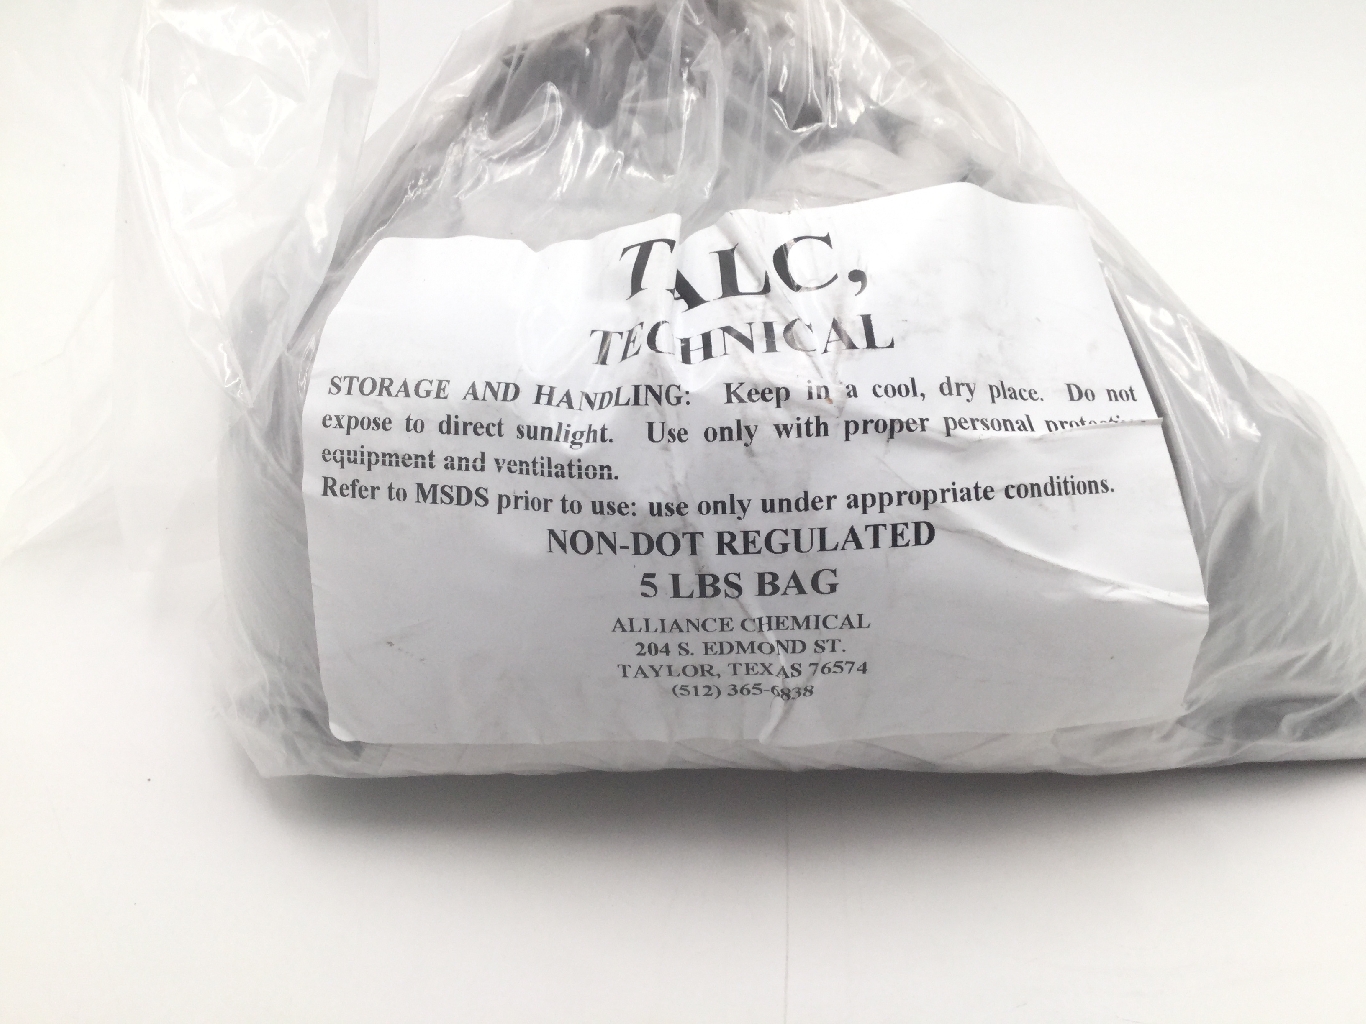 TALC,
TECHNICAL
STORAGE AND HANDLING: Keep in a cool, dry place. Do not
expose to direct sunlight. Use only with proper personal protective
equipment and ventilation.
Refer to MSDS prior to use: use only under appropriate conditions.
NON-DOT REGULATED
5 LBS BAG
ALLIANCE CHEMICAL
204 S. EDMOND ST.
TAYLOR, TEXAS 76574
(512) 365-6838